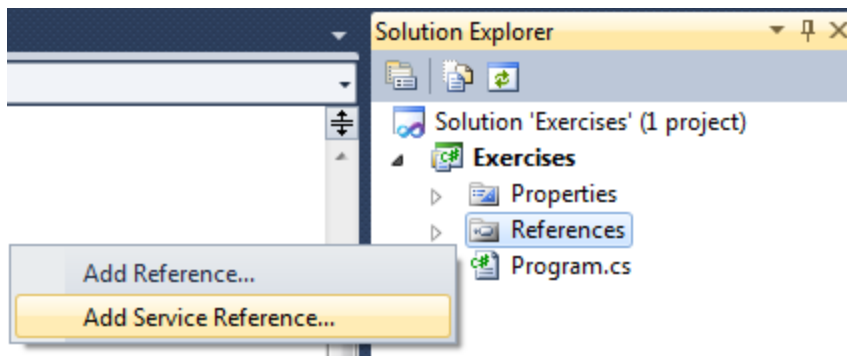 Solution Explorer
Solution 'Exercises' (1 project)
Exercises
Properties
References
Program.cs
Add Reference...
Add Service Reference...